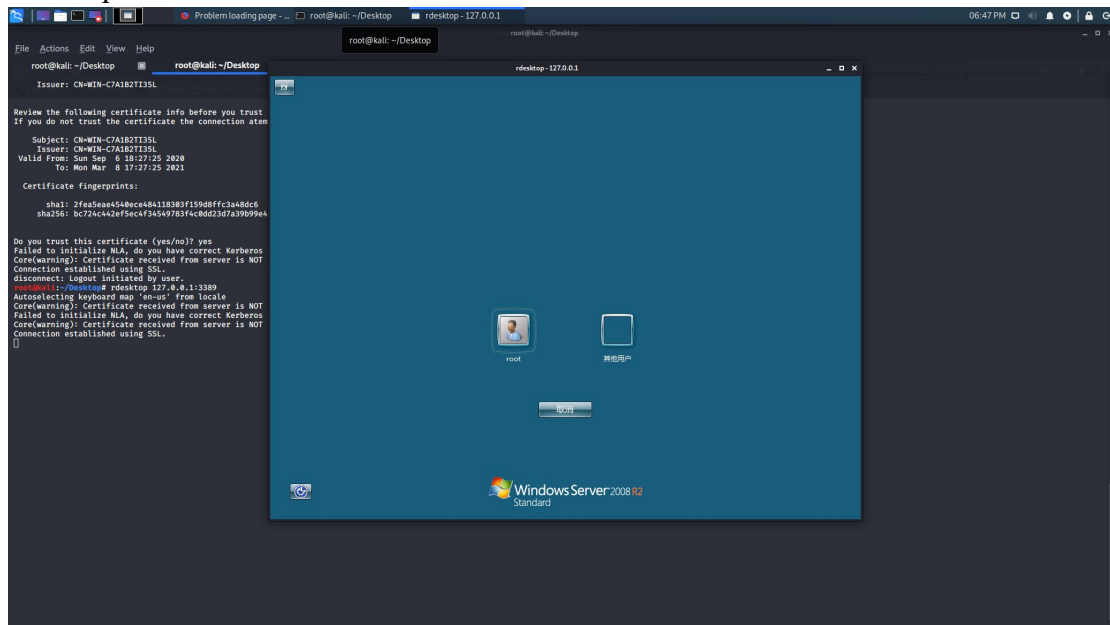 Problem loading page - ...
root@kali: ~/Desktop
rdesktop - 127.0.0.1
06:47 PM
root@kali: ~/Desktop
root@kali: ~/Desktop
File Actions Edit View Help
root@kali: ~/Desktop
root@kali: ~/Desktop
rdesktop - 127.0.0.1
Issuer: CN=WIN-C7A1B2TI35L
Review the following certificate info before you trust
If you do not trust the certificate the connection atem
Subject: CN=WIN-C7A1B2TI35L
Issuer: CN=WIN-C7A1B2TI35L
Valid From: Sun Sep 6 18:27:25 2020
To: Mon Mar 8 17:27:25 2021
Certificate fingerprints:
sha1: 2fea5eae4540ece484118303f159d8ffc3a48dc6
sha256: bc724c442ef5ec4f34549783f4c0dd23d7a39b99e4
Do you trust this certificate (yes/no)? yes
Failed to initialize NLA, do you have correct Kerberos
Core(warning): Certificate received from server is NOT
Connection established using SSL.
disconnect: Logout initiated by user.
root@kali:~/Desktop# rdesktop 127.0.0.1:3389
Autoselecting keyboard map 'en-us' from locale
Core(warning): Certificate received from server is NOT
Failed to initialize NLA, do you have correct Kerberos
Core(warning): Certificate received from server is NOT
Connection established using SSL.
root
其他用户
取消
Windows Server 2008 R2
Standard